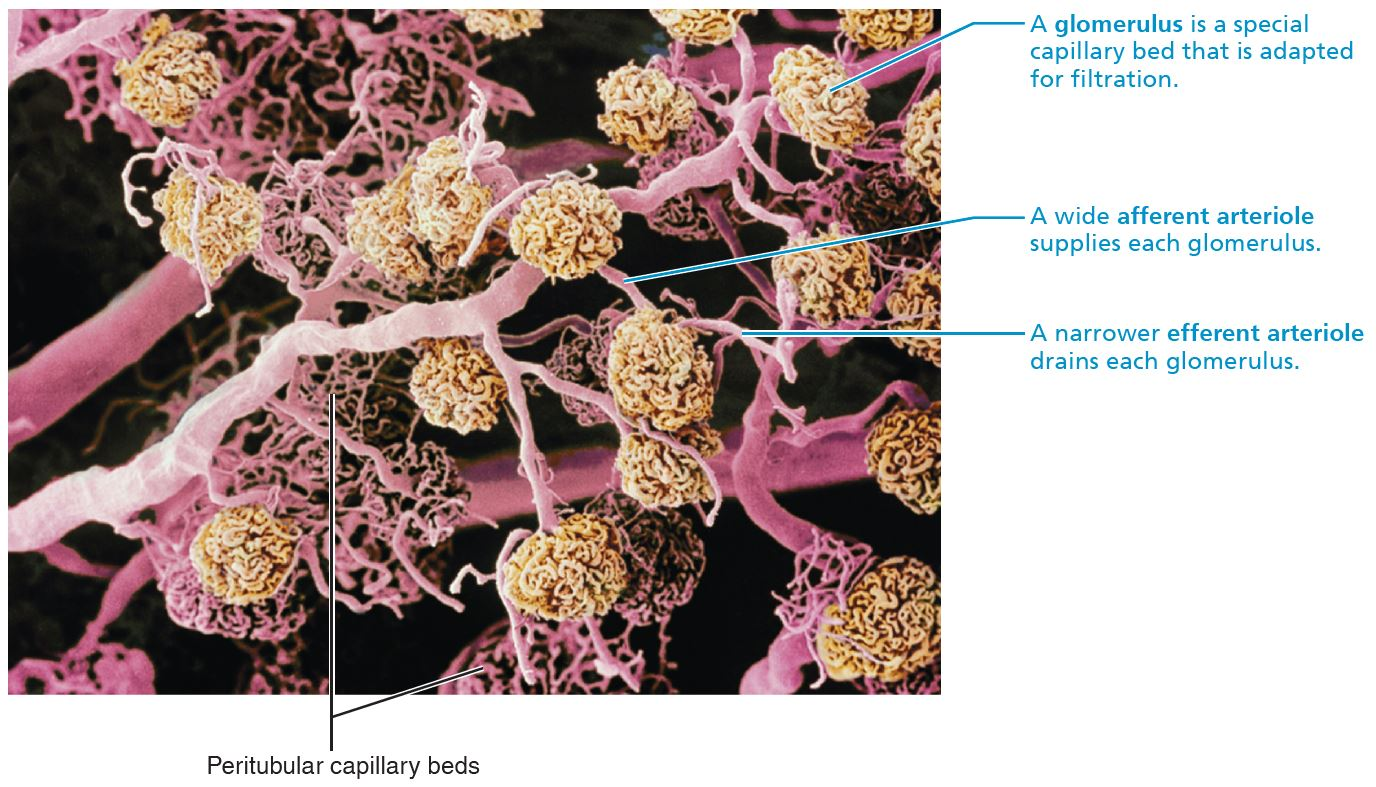 A glomerulus is a special
capillary bed that is adapted
for filtration.
A wide afferent arteriole
supplies each glomerulus.
A narrower efferent arteriole
drains each glomerulus.
Peritubular capillary beds